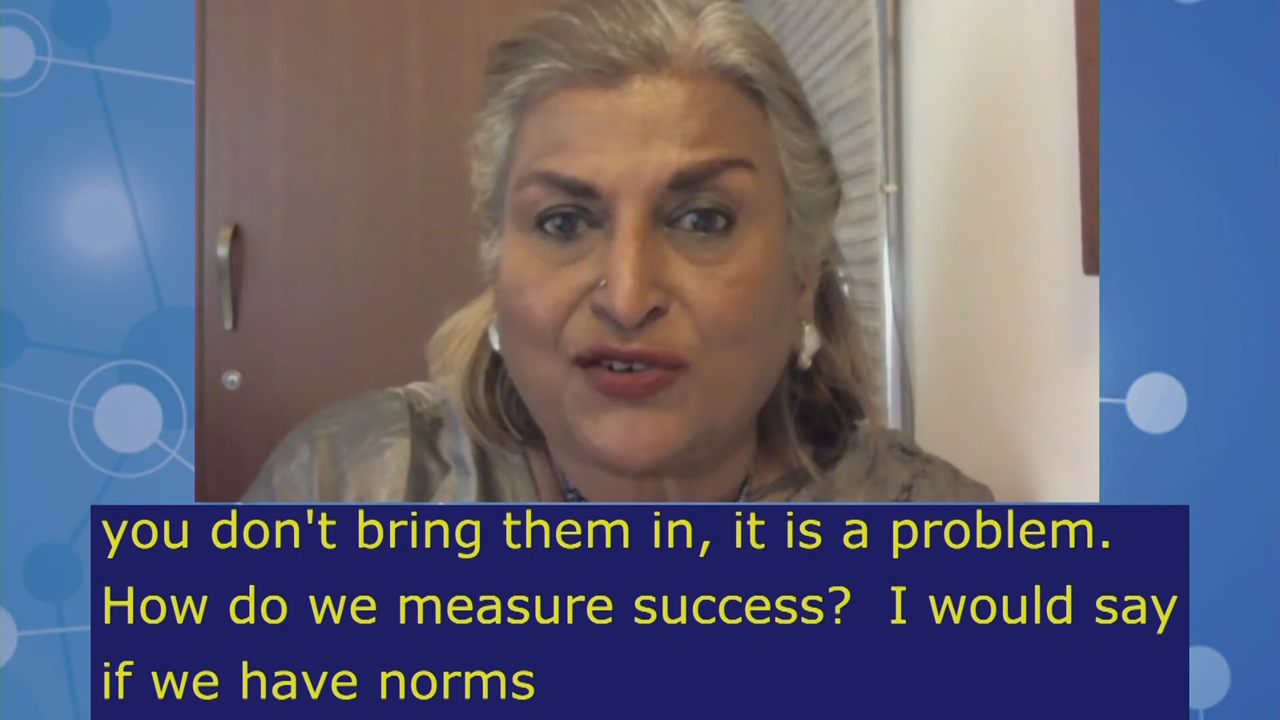 you don't bring them in, it is a problem.
How do we measure success?  I would say
if we have norms